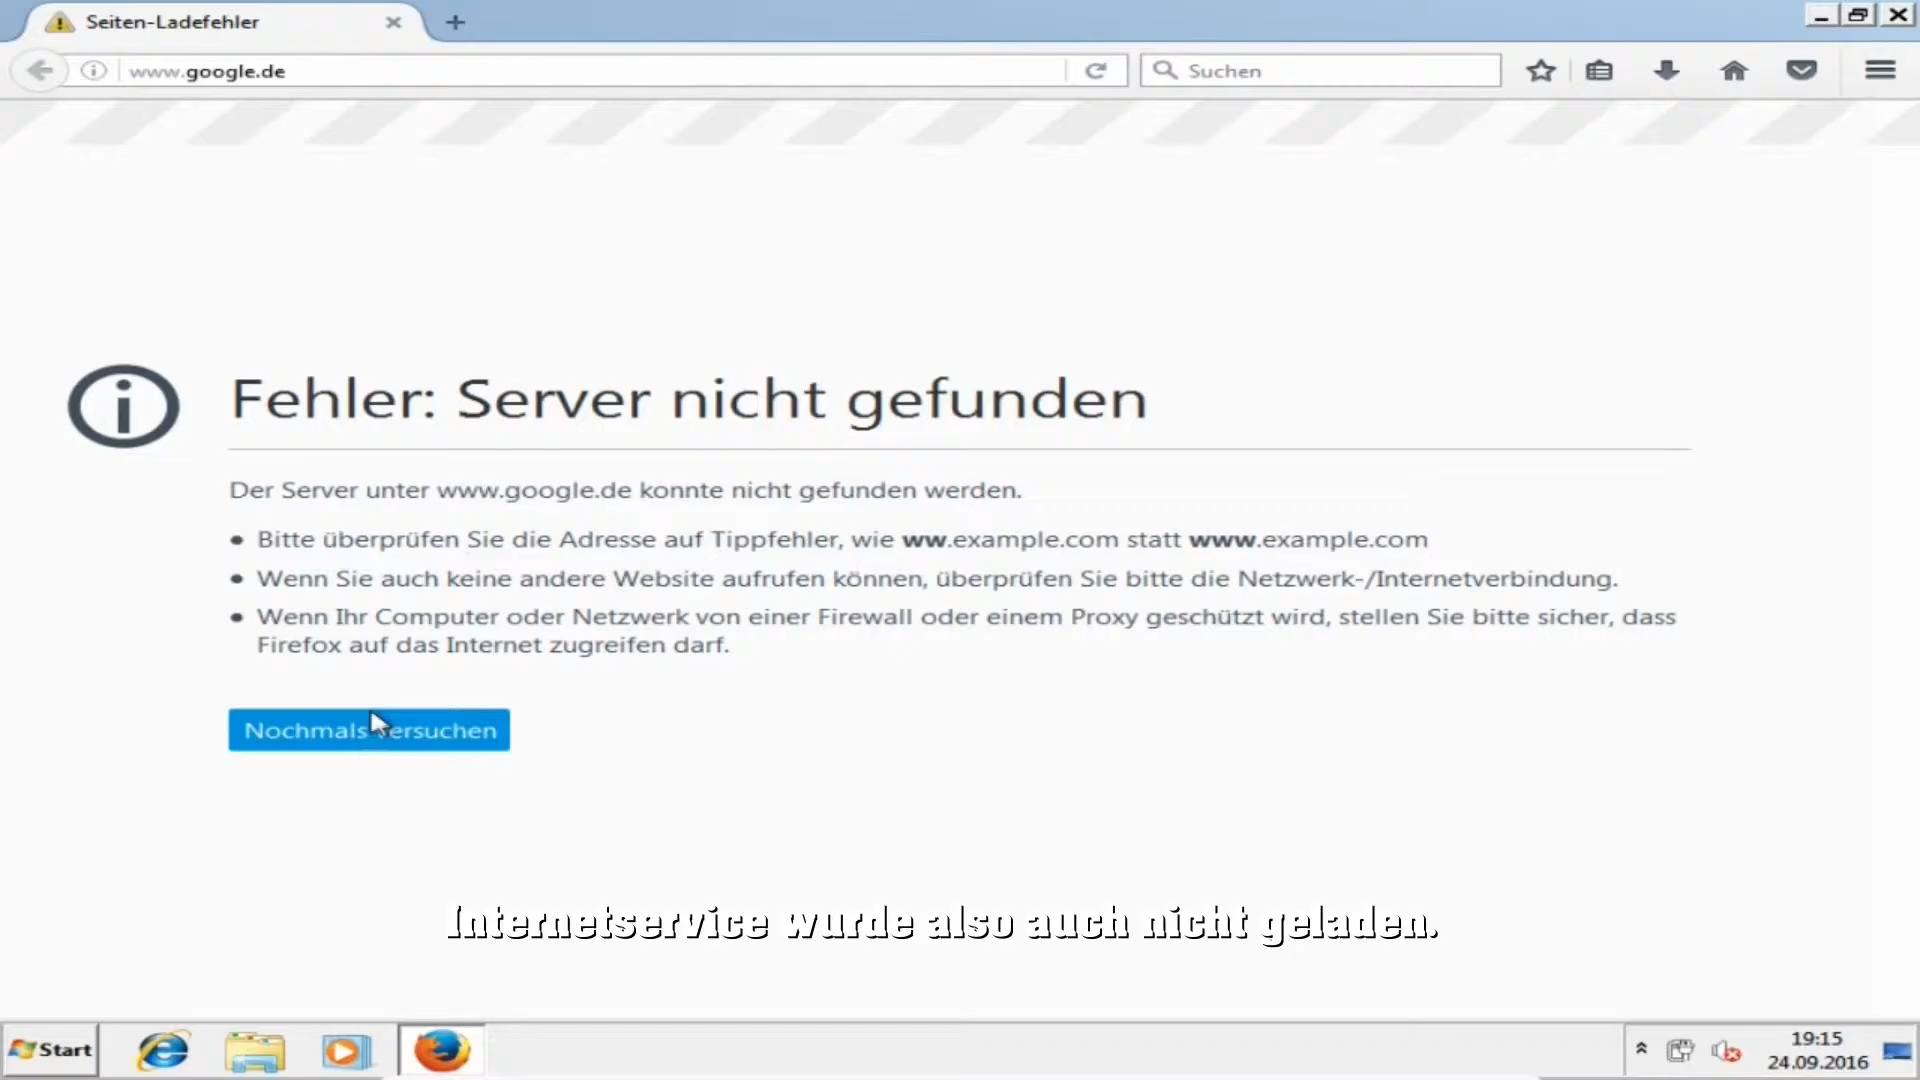 Seiten-Ladefehler
www.google.de
Suchen
Fehler: Server nicht gefunden
Der Server unter www.google.de konnte nicht gefunden werden.
Bitte überprüfen Sie die Adresse auf Tippfehler, wie ww.example.com statt www.example.com
Wenn Sie auch keine andere Website aufrufen können, überprüfen Sie bitte die Netzwerk-/Internetverbindung.
Wenn Ihr Computer oder Netzwerk von einer Firewall oder einem Proxy geschützt wird, stellen Sie bitte sicher, dass
Firefox auf das Internet zugreifen darf.
Nochmals versuchen
Internetservice wurde also auch nicht geladen.
Start
19:15
24.09.2016